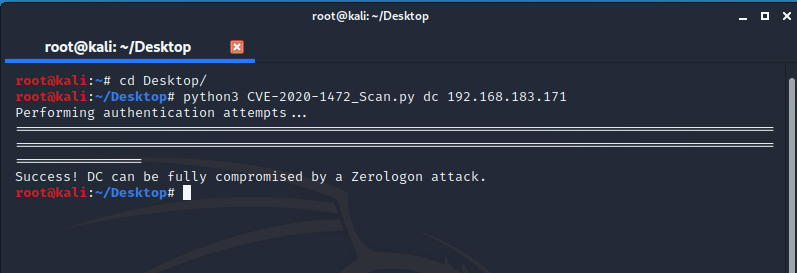 root@kali: ~/Desktop
root@kali: ~/Desktop
root@kali:~# cd Desktop/
root@kali:~/Desktop# python3 CVE-2020-1472_Scan.py dc 192.168.183.171
Performing authentication attempts...
===============================================================================================
===============================================================================================
================
Success! DC can be fully compromised by a Zerologon attack.
root@kali:~/Desktop#